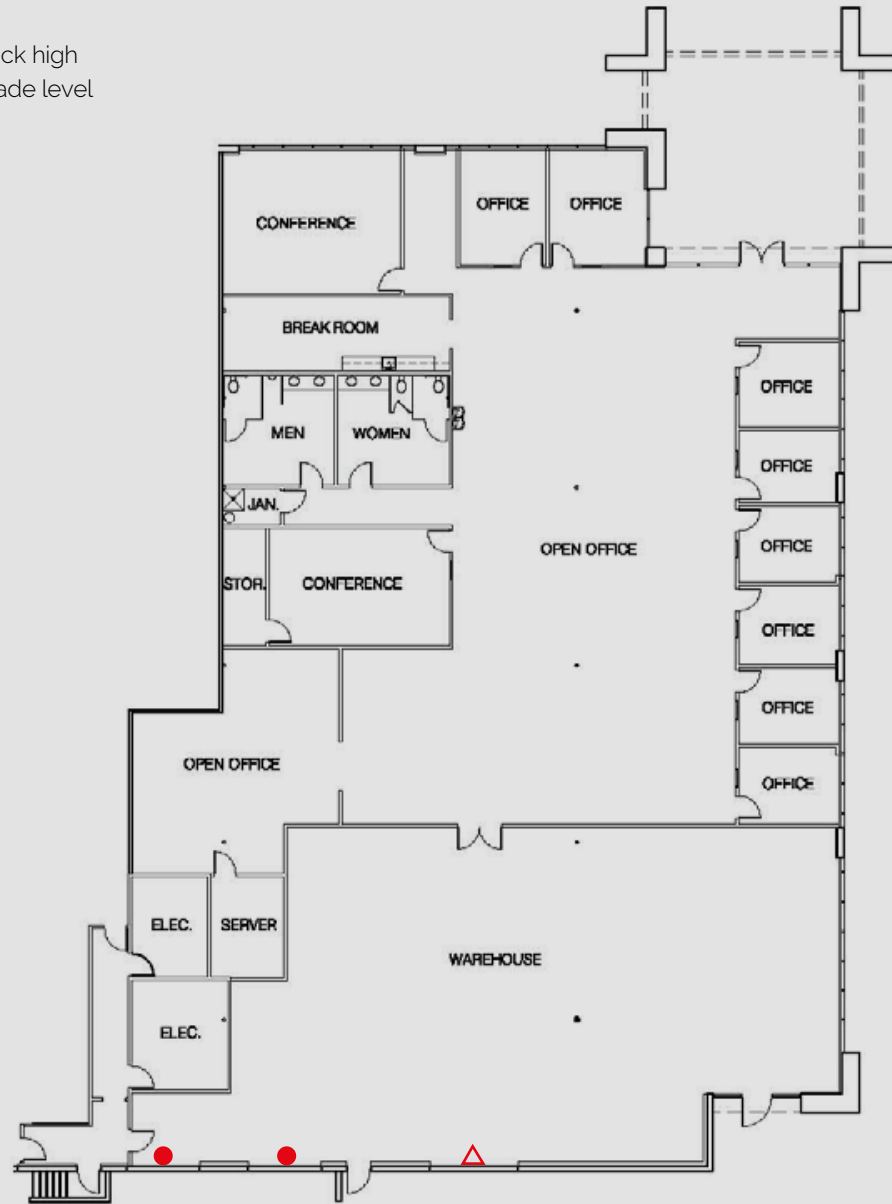 ck high
ade level
CONFERENCE
OFFICE
OFFICE
BREAK ROOM
OFFICE
MEN
WOMEN
OFFICE
JAN.
OPEN OFFICE
OFFICE
STOR.
CONFERENCE
OFFICE
OFFICE
OPEN OFFICE
OFFICE
ELEC.
SERVER
WAREHOUSE
ELEC.